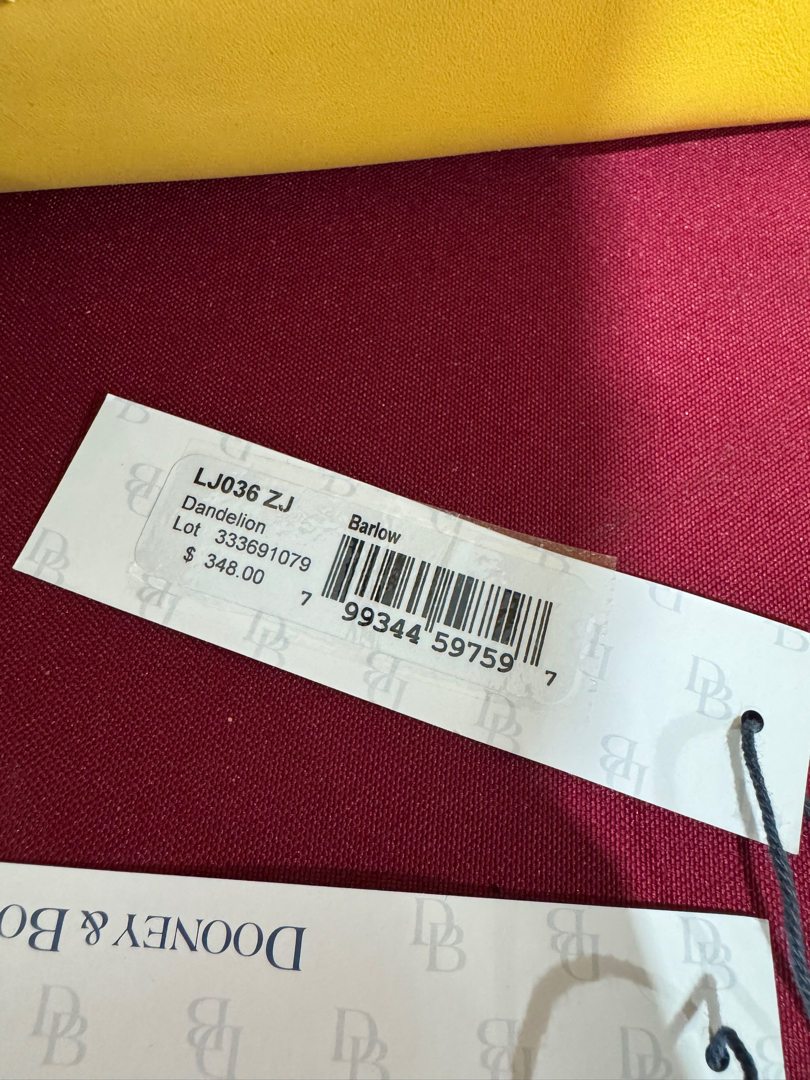 LJ036 ZJ
Dandelion
Lot 333691079
$ 348.00
Barlow
7 99344 59759 7
DOONEY & BO